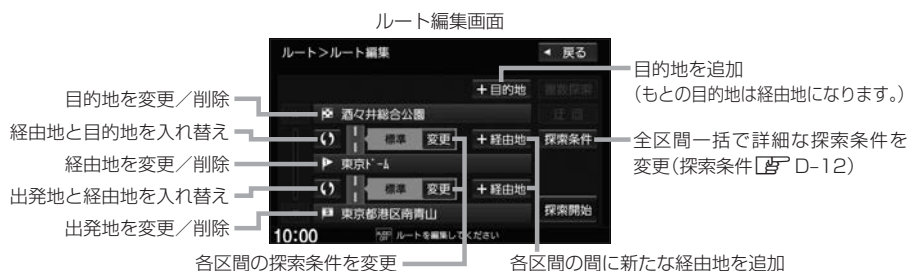 ルート編集画面
ルート>ルート編集
◀ 戻る
+目的地
複数探索
酒々井総合公園
迂回
標準
変更
+経由地
探索条件
東京ドーム
標準
変更
+経由地
東京都港区南青山
探索開始
10:00
ルートを編集してください
目的地を変更/削除
経由地と目的地を入れ替え
経由地を変更/削除
出発地と経由地を入れ替え
出発地を変更/削除
目的地を追加
(もとの目的地は経由地になります。)
全区間一括で詳細な探索条件を
変更(探索条件 D-12)
各区間の探索条件を変更
各区間の間に新たな経由地を追加